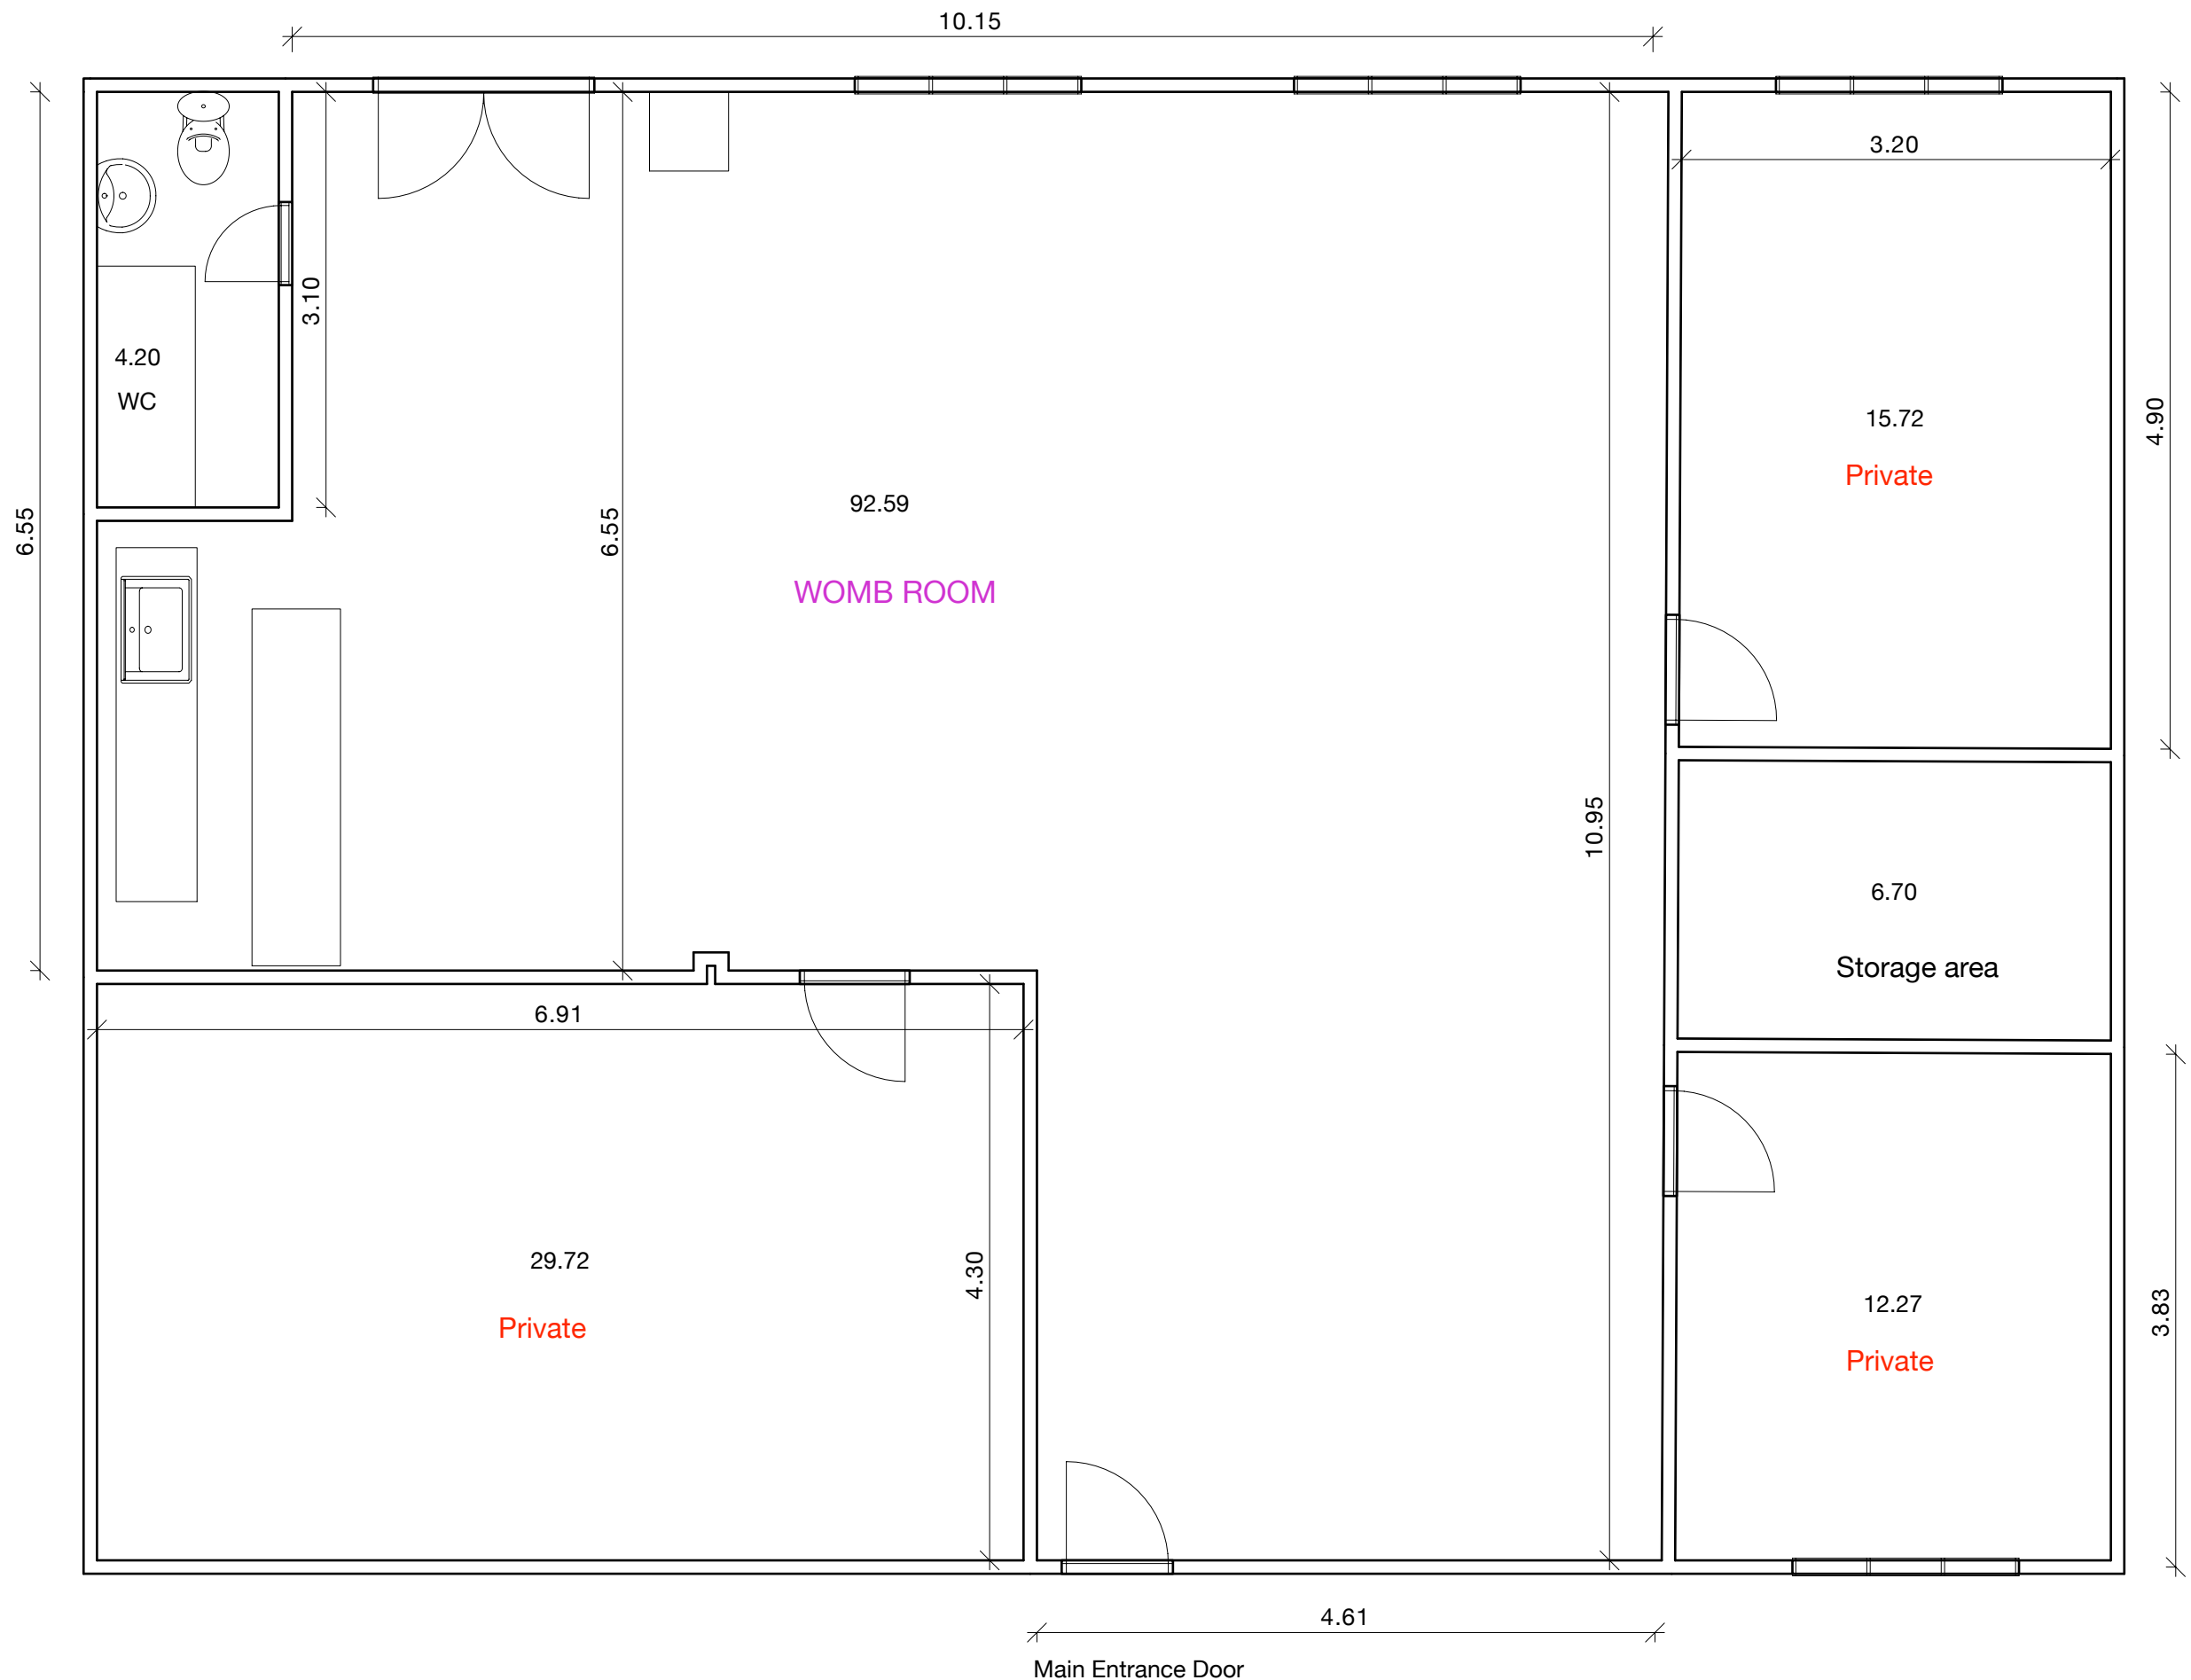 10.15
3.20
3.10
4.20
WC
15.72
Private
4.90
92.59
6.55
6.55
WOMB ROOM
10.95
6.70
Storage area
6.91
29.72
Private
4.30
12.27
Private
3.83
4.61
Main Entrance Door